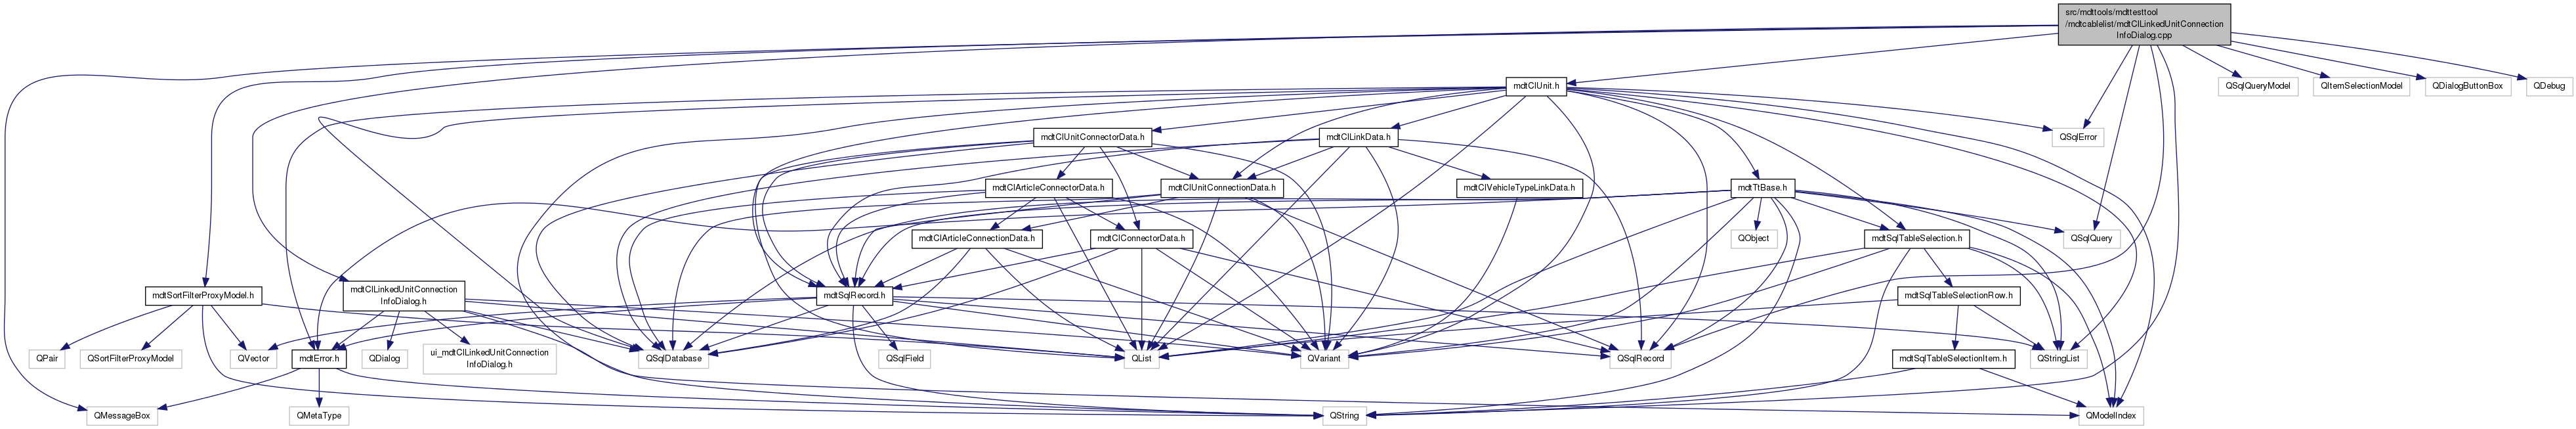 src/mdttools/mdttesttool
/mdtcablelist/mdtClLinkedUnitConnection
InfoDialog.cpp
mdtClUnit.h
QSqlQueryModel
QItemSelectionModel
QDialogButtonBox
QDebug
mdtClUnitConnectorData.h
mdtClLinkData.h
QSqlError
mdtClArticleConnectorData.h
mdtClUnitConnectionData.h
mdtClVehicleTypeLinkData.h
mdtTtBase.h
mdtClArticleConnectionData.h
mdtClConnectorData.h
QObject
mdtSqlTableSelection.h
QSqlQuery
mdtSortFilterProxyModel.h
mdtClLinkedUnitConnection
InfoDialog.h
mdtSqlRecord.h
mdtSqlTableSelectionRow.h
QPair
QSortFilterProxyModel
QVector
mdtError.h
QDialog
ui_mdtClLinkedUnitConnection
InfoDialog.h
QSqlDatabase
QSqlField
QList
QVariant
QSqlRecord
mdtSqlTableSelectionItem.h
QStringList
QMessageBox
QMetaType
QString
QModelIndex